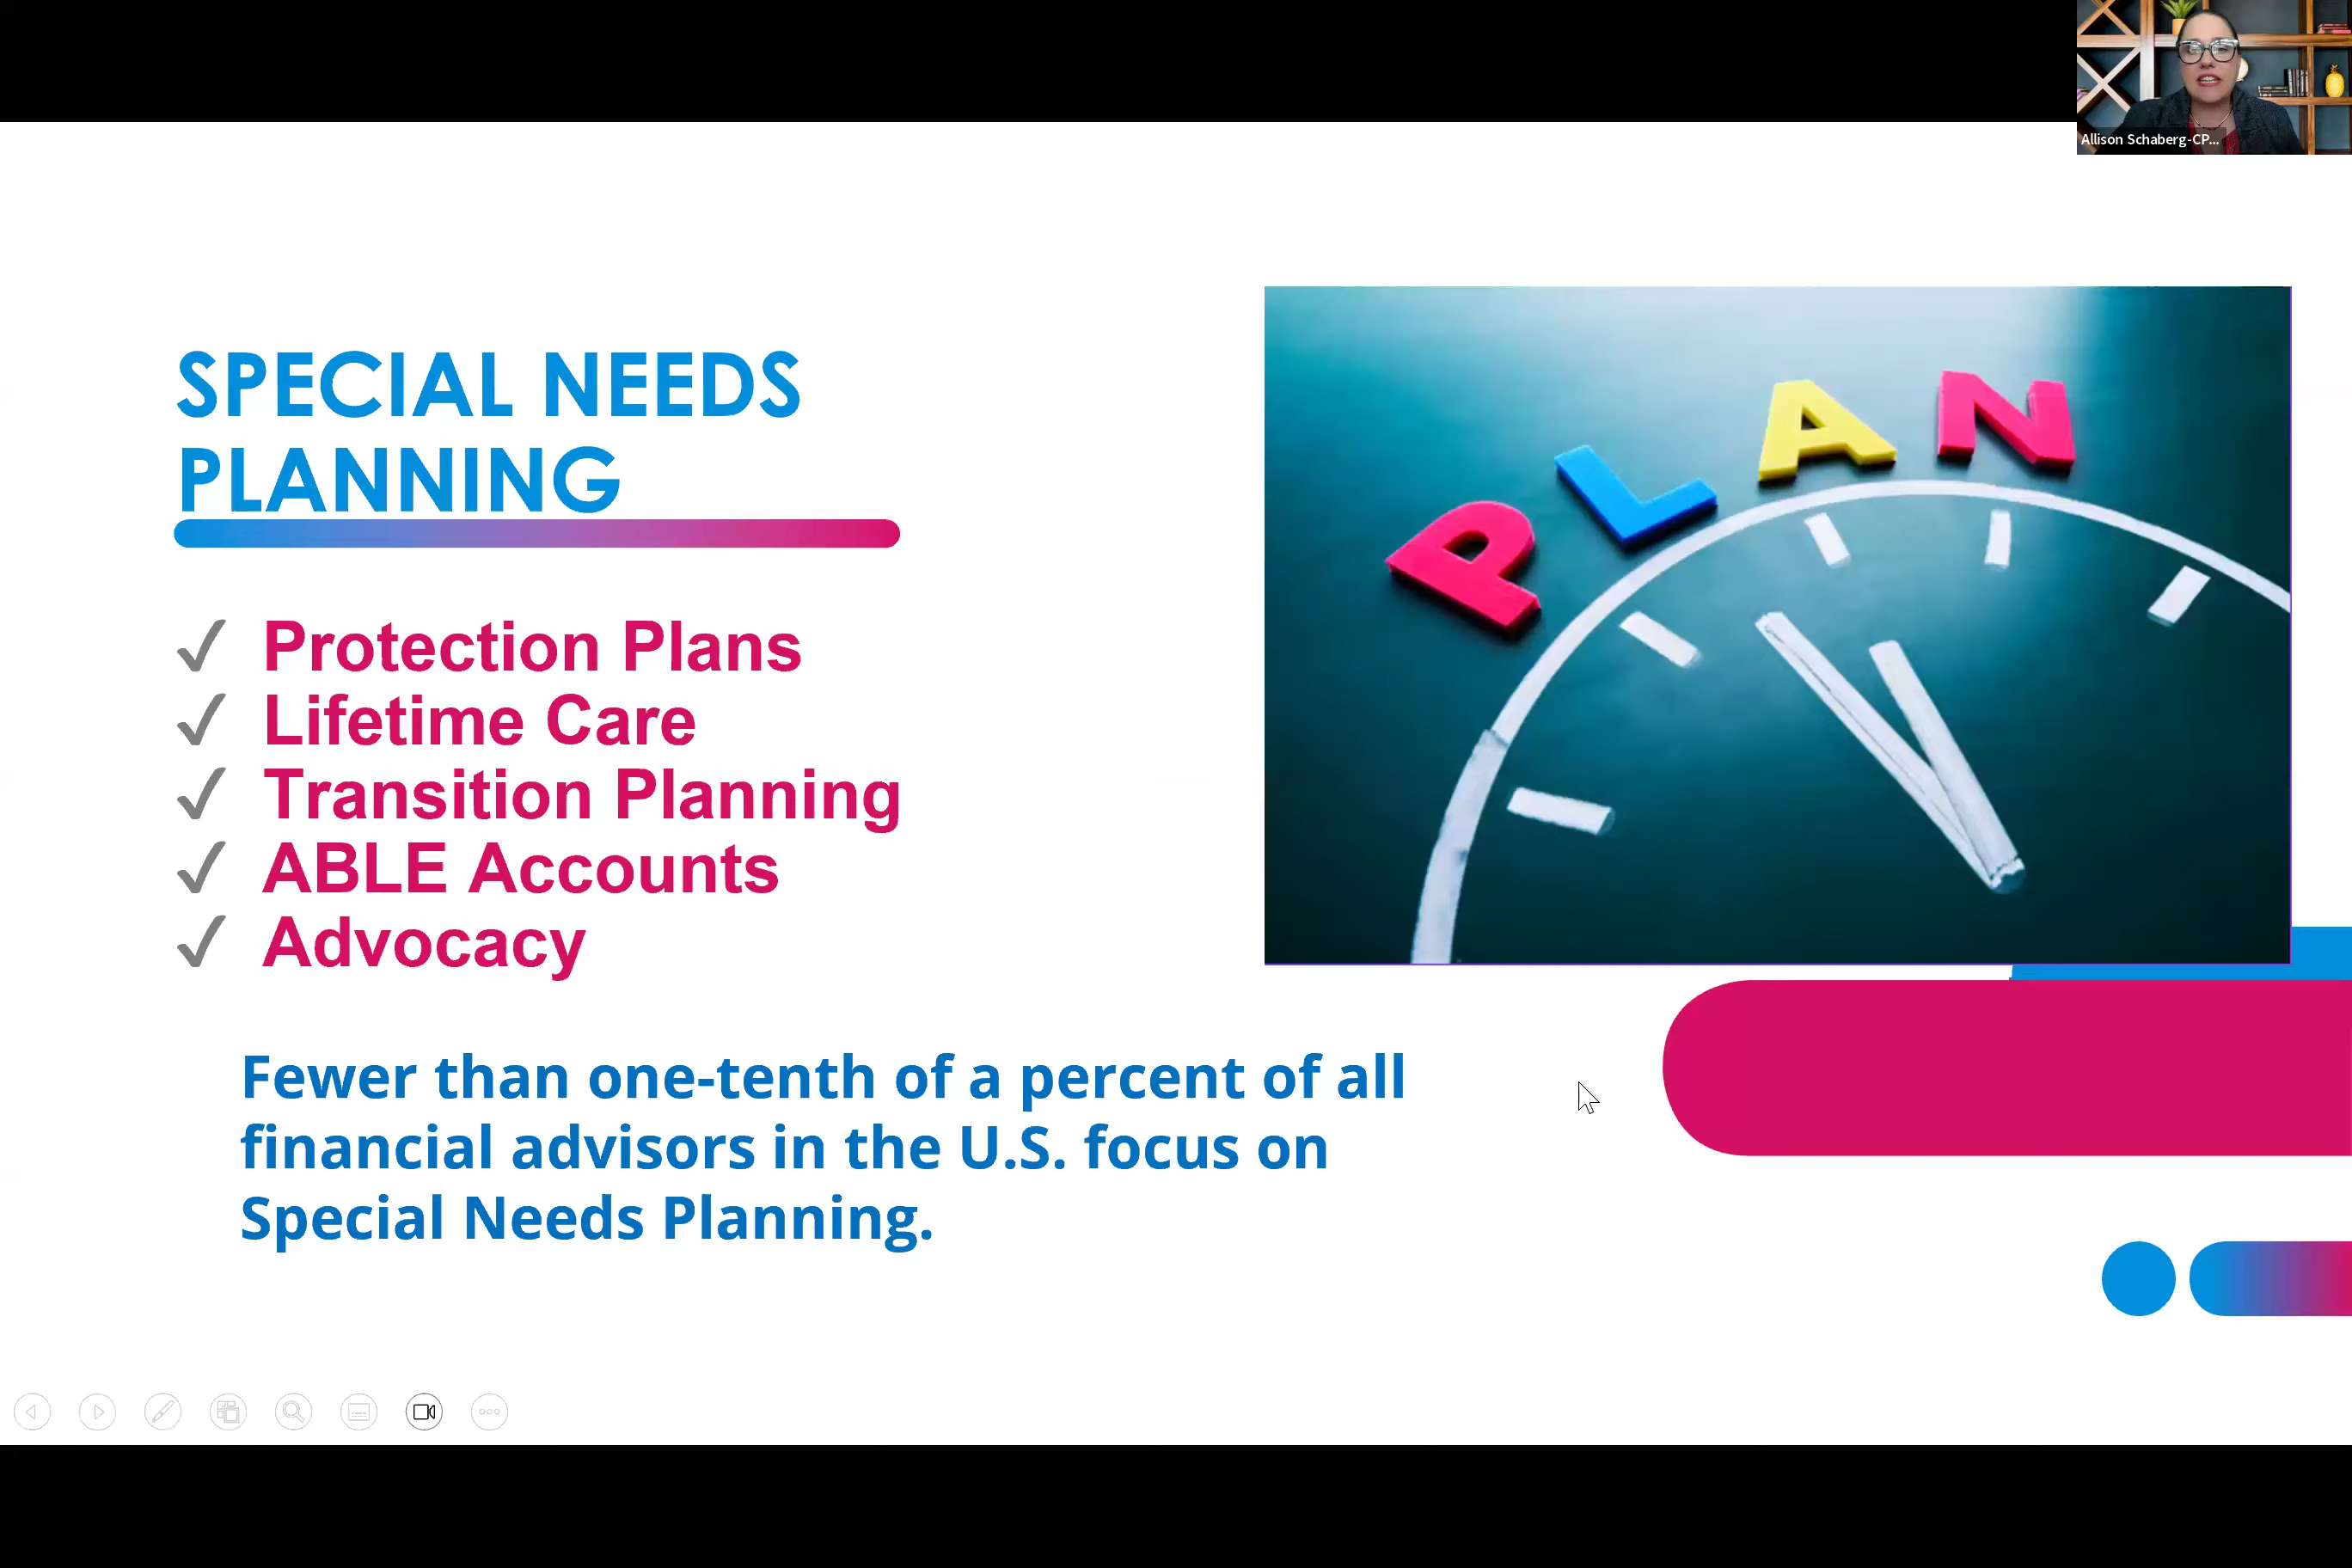 Allison Schaberg-CP...
SPECIAL NEEDS
PLANNING
PLAN
Protection Plans
Lifetime Care
Transition Planning
ABLE Accounts
Advocacy
Fewer than one-tenth of a percent of all
financial advisors in the U.S. focus on
Special Needs Planning.